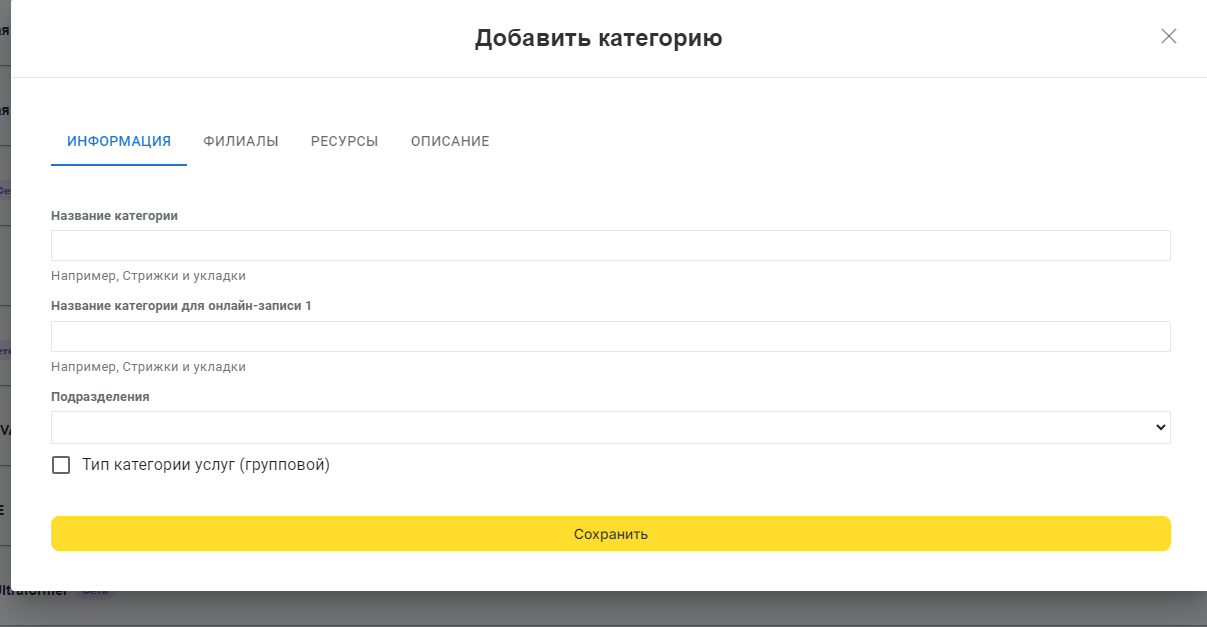 Добавить категорию
ИНФОРМАЦИЯ ФИЛИАЛЫ РЕСУРСЫ ОПИСАНИЕ
Название категории
Например, Стрижки и укладки
Название категории для онлайн-записи 1
Например, Стрижки и укладки
Подразделения
Тип категории услуг (групповой)
Сохранить